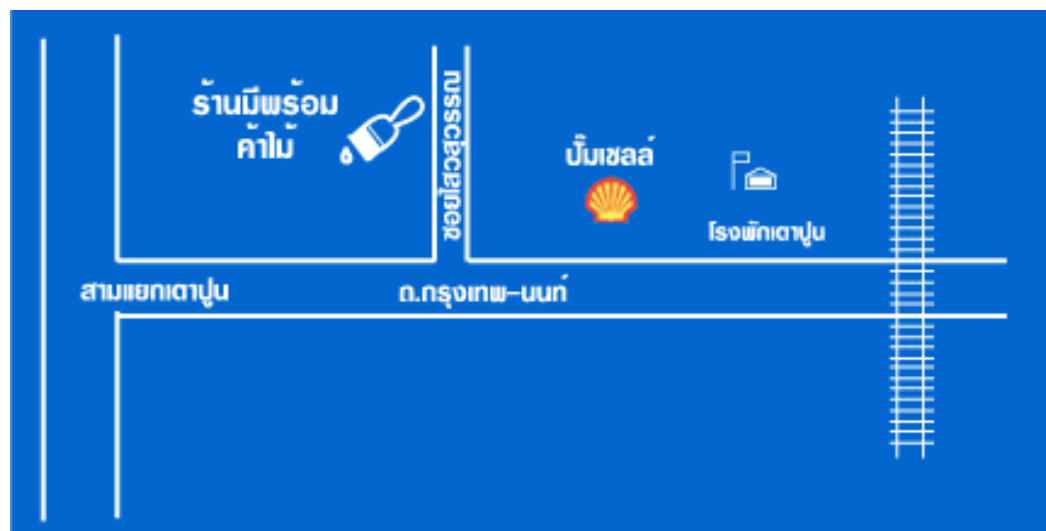 ร้านมีพร้อม
ค้าไม้
ซอยไสวสุวรรณ
ปั๊มเชลล์
โรงพักเตาปูน
สามแยกเตาปูน
ถ.กรุงเทพ-นนท์